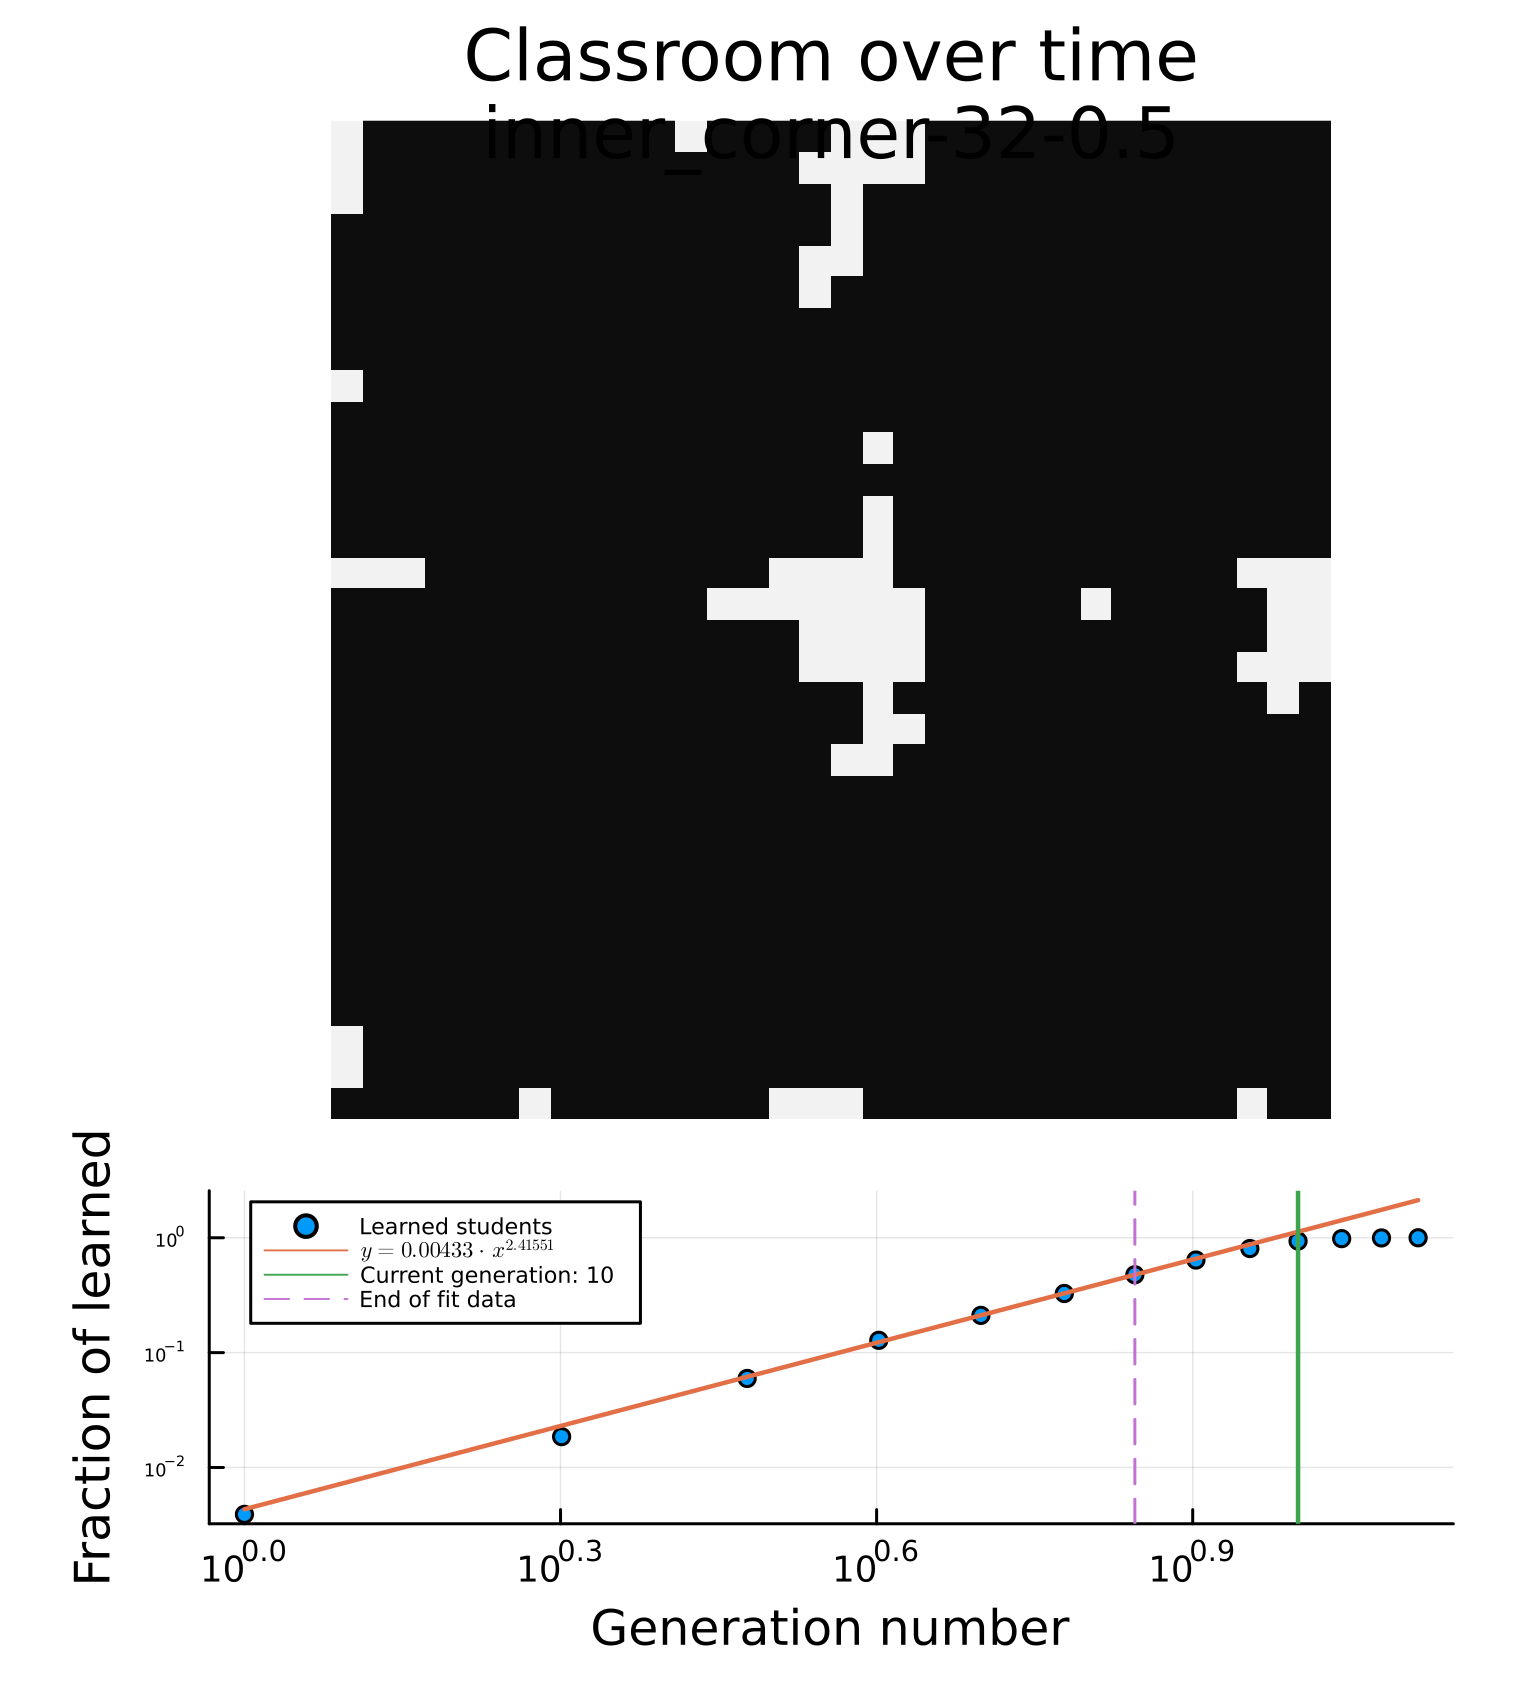 Classroom over time
inner_corner-32-0.5
Fraction of learned
10^0
10^-1
10^-2
Learned students
y = 0.00433 · x^2.41551
Current generation: 10
End of fit data
10^0.0 10^0.3 10^0.6 10^0.9
Generation number